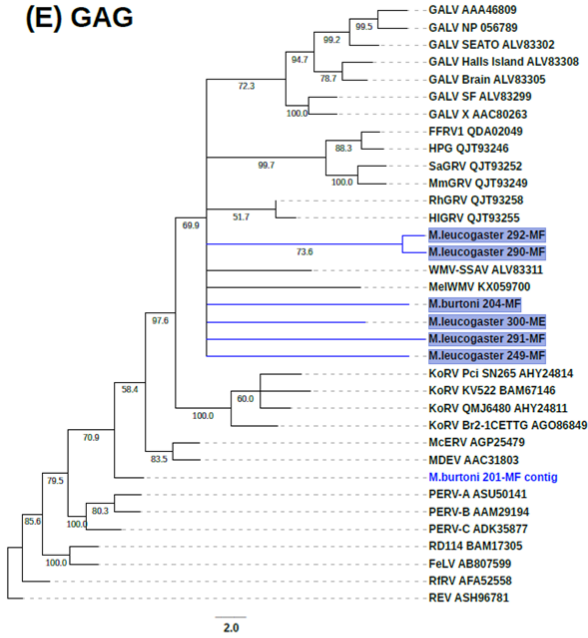 (E) GAG
GALV AAA46809
99.5
GALV NP 056789
99.2
GALV SEATO ALV83302
94.7
GALV Halls Island ALV83308
78.7
GALV Brain ALV83305
72.3
GALV SF ALV83299
100.0
GALV X AAC80263
FFRV1 QDA02049
88.3
HPG QJT93246
99.7
SaGRV QJT93252
100.0
MmGRV QJT93249
RhGRV QJT93258
51.7
HIGRV QJT93255
69.9
M.leucogaster 292-MF
73.6
M.leucogaster 290-MF
WMV-SSAV ALV83311
MelWMV KX059700
M.burtoni 204-MF
97.6
M.leucogaster 300-ME
M.leucogaster 291-MF
M.leucogaster 249-MF
KoRV Pci SN265 AHY24814
58.4
KoRV KV522 BAM67146
60.0
KoRV QMJ6480 AHY24811
100.0
KoRV Br2-1CETTG AGO86849
70.9
McERV AGP25479
83.5
MDEV AAC31803
79.5
M.burtoni 201-MF contig
PERV-A ASU50141
80.3
PERV-B AAM29194
85.6
100.0
PERV-C ADK35877
RD114 BAM17305
100.0
FeLV AB807599
RfRV AFA52558
REV ASH96781
2.0